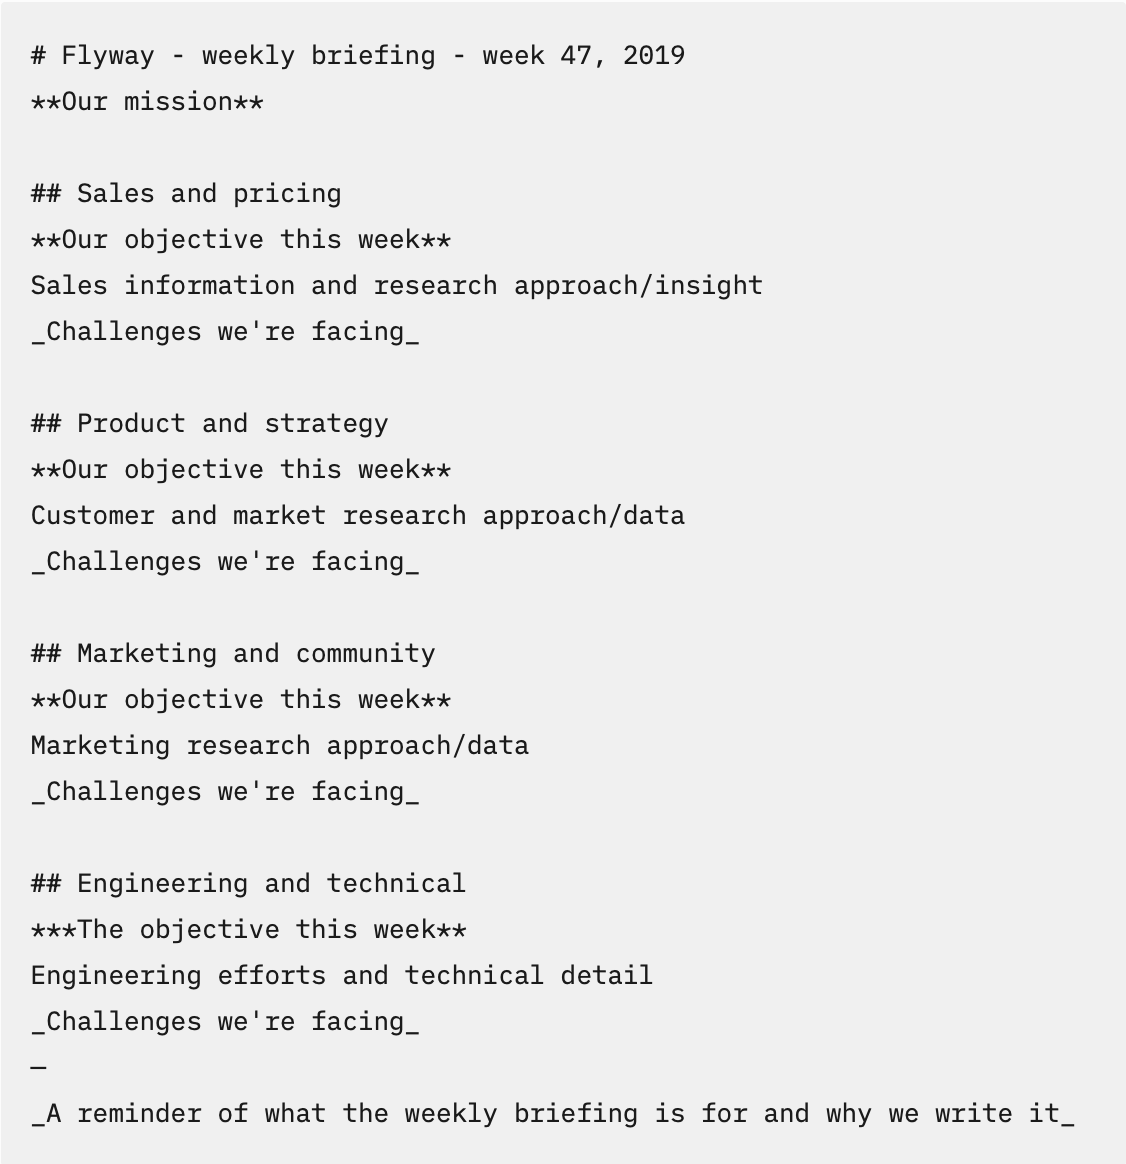 # Flyway - weekly briefing - week 47, 2019
**Our mission**

## Sales and pricing
**Our objective this week**
Sales information and research approach/insight
_Challenges we're facing_

## Product and strategy
**Our objective this week**
Customer and market research approach/data
_Challenges we're facing_

## Marketing and community
**Our objective this week**
Marketing research approach/data
_Challenges we're facing_

## Engineering and technical
***The objective this week**
Engineering efforts and technical detail
_Challenges we're facing_
—
_A reminder of what the weekly briefing is for and why we write it_